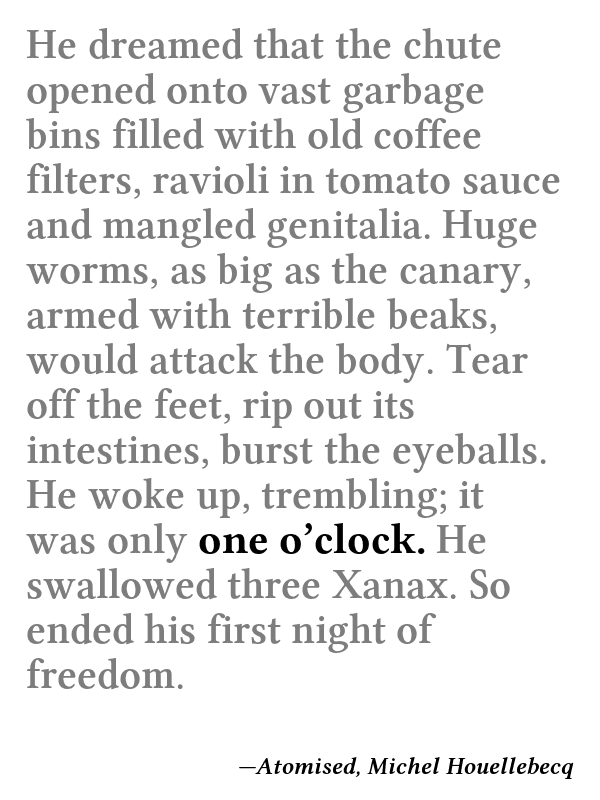 He dreamed that the chute
opened onto vast garbage
bins filled with old coffee
filters, ravioli in tomato sauce
and mangled genitalia. Huge
worms, as big as the canary,
armed with terrible beaks,
would attack the body. Tear
off the feet, rip out its
intestines, burst the eyeballs.
He woke up, trembling; it
was only one o’clock. He
swallowed three Xanax. So
ended his first night of
freedom.
—Atomised, Michel Houellebecq